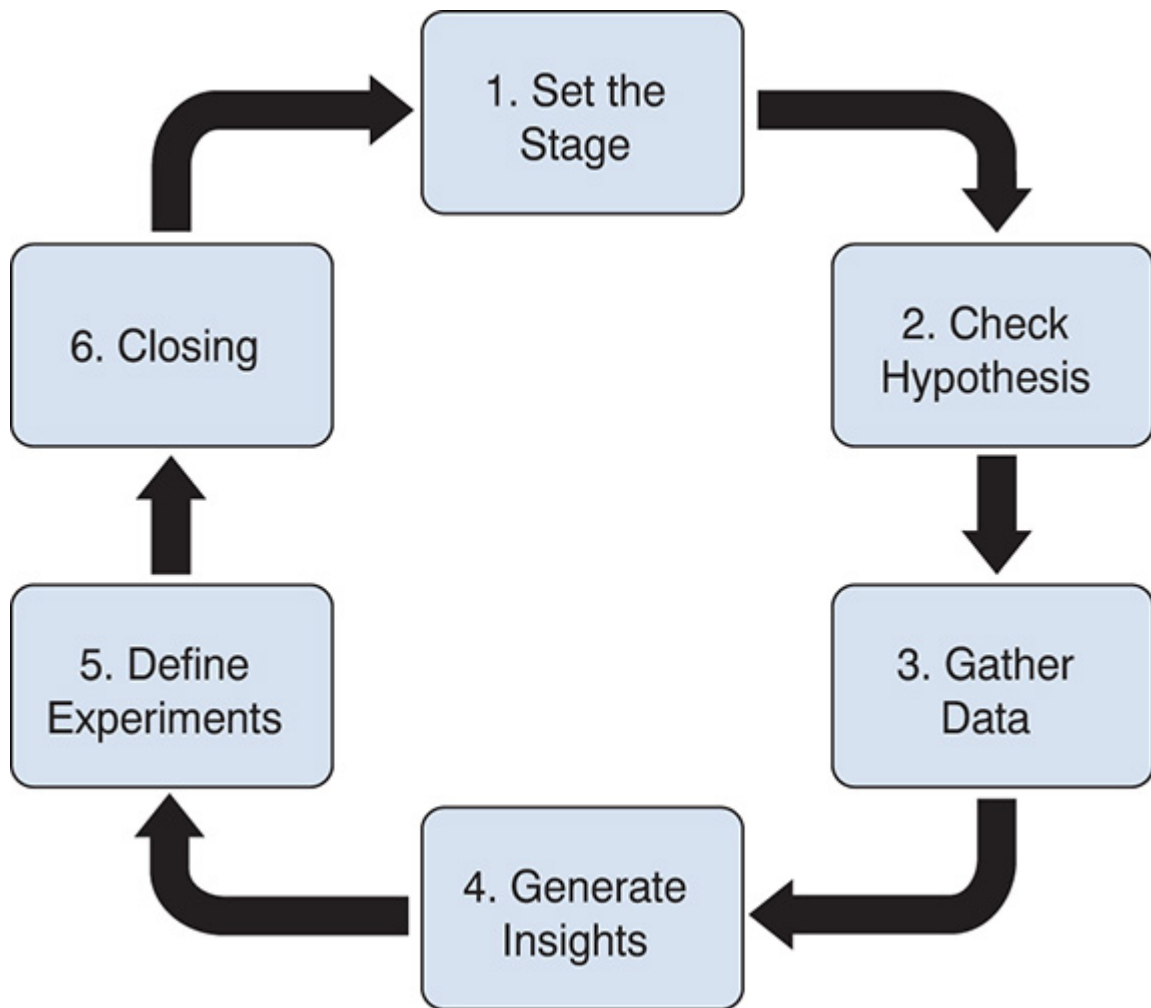 1. Set the
Stage
2. Check
Hypothesis
3. Gather
Data
4. Generate
Insights
5. Define
Experiments
6. Closing